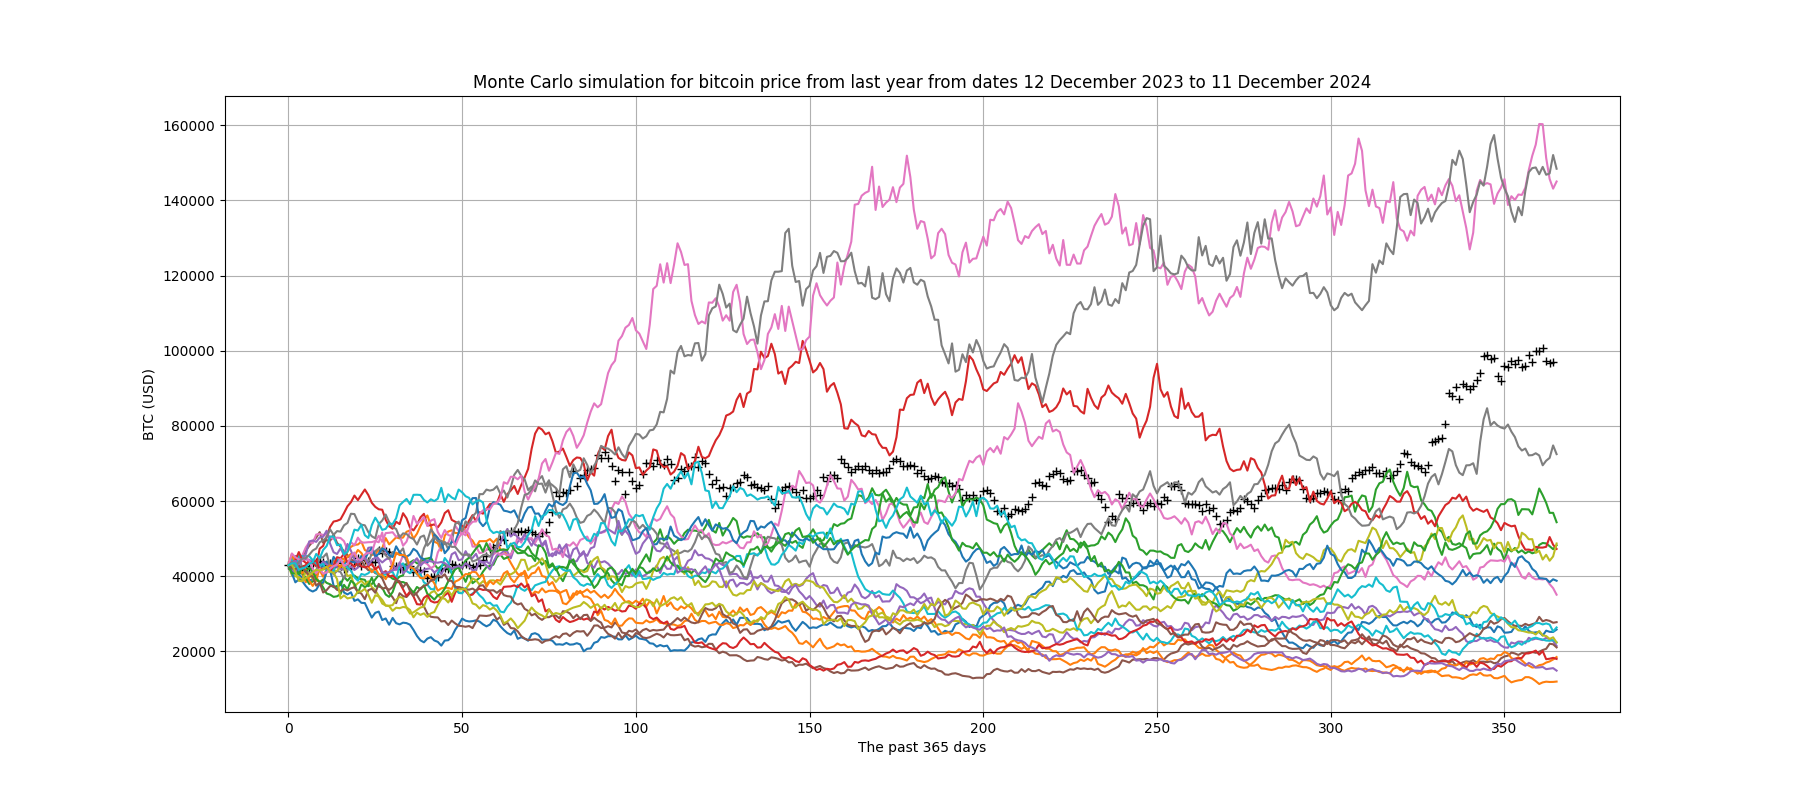 Monte Carlo simulation for bitcoin price from last year from dates 12 December 2023 to 11 December 2024
160000
140000
120000
100000
80000
60000
40000
20000
BTC (USD)
0 50 100 150 200 250 300 350
The past 365 days